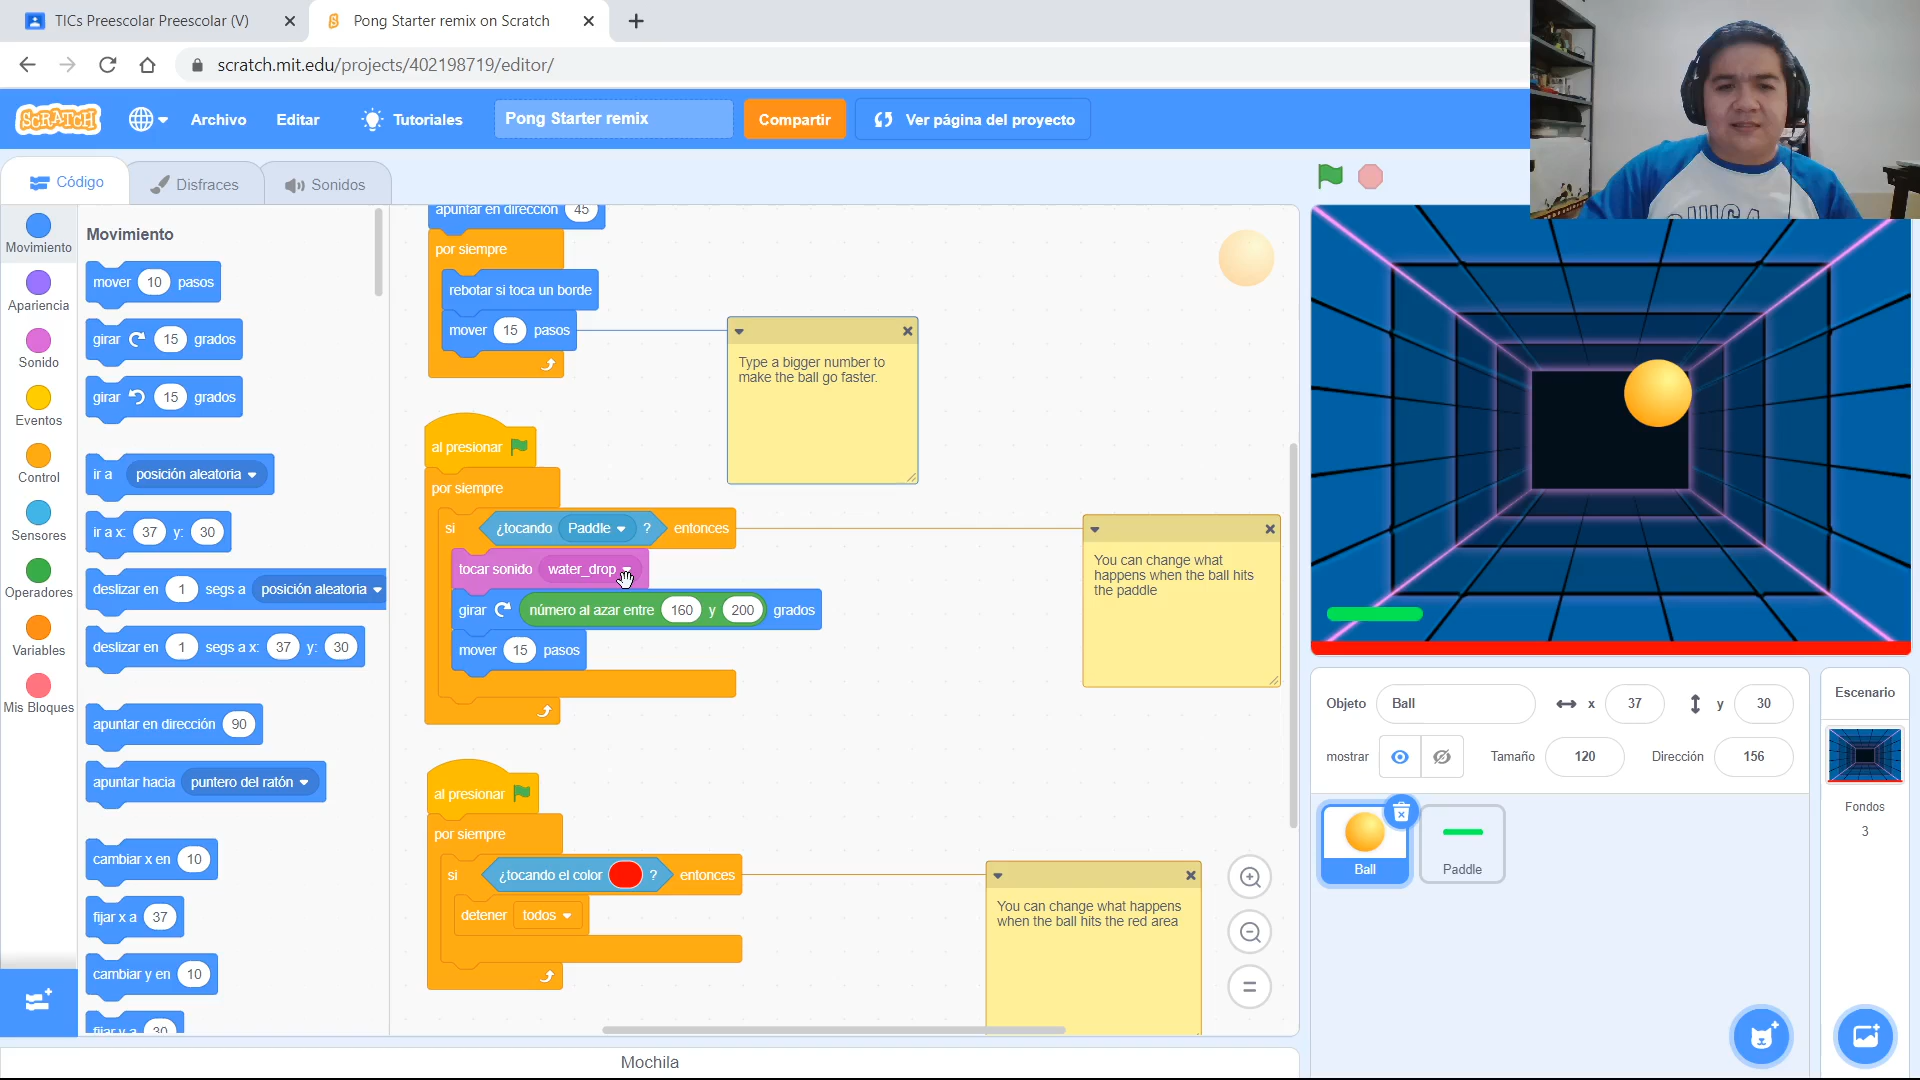 TICs Preescolar Preescolar (V)
Pong Starter remix on Scratch
scratch.mit.edu/projects/402198719/editor/
SCRATCH
Archivo
Editar
Tutoriales
Pong Starter remix
Compartir
Ver página del proyecto
Código
Disfraces
Sonidos
Movimiento
Apariencia
Sonido
Eventos
Control
Sensores
Operadores
Variables
Mis Bloques
Movimiento
mover 10 pasos
girar 15 grados
girar 15 grados
ir a posición aleatoria
ir a x: 37 y: 30
deslizar en 1 segs a posición aleatoria
deslizar en 1 segs a x: 37 y: 30
apuntar en dirección 90
apuntar hacia puntero del ratón
cambiar x en 10
fijar x a 37
cambiar y en 10
fijar y a 30
apuntar en dirección 45
por siempre
rebotar si toca un borde
mover 15 pasos
Type a bigger number to
make the ball go faster.
al presionar
por siempre
si ¿tocando Paddle ? entonces
tocar sonido water_drop
girar número al azar entre 160 y 200 grados
mover 15 pasos
You can change what
happens when the ball hits
the paddle
al presionar
por siempre
si ¿tocando el color ? entonces
detener todos
You can change what happens
when the ball hits the red area
Mochila
Objeto Ball x 37 y 30
mostrar Tamaño 120 Dirección 156
Ball
Paddle
Escenario
Fondos
3